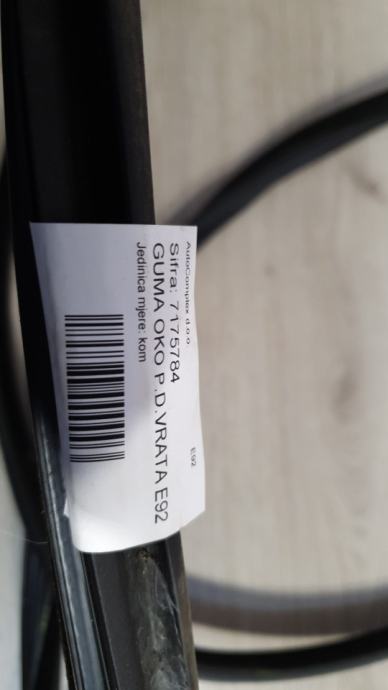 AutoComplex d.o.o.
E92
Sifra: 7175784
GUMA OKO P.D.VRATA E92
Jedinica mjere: kom